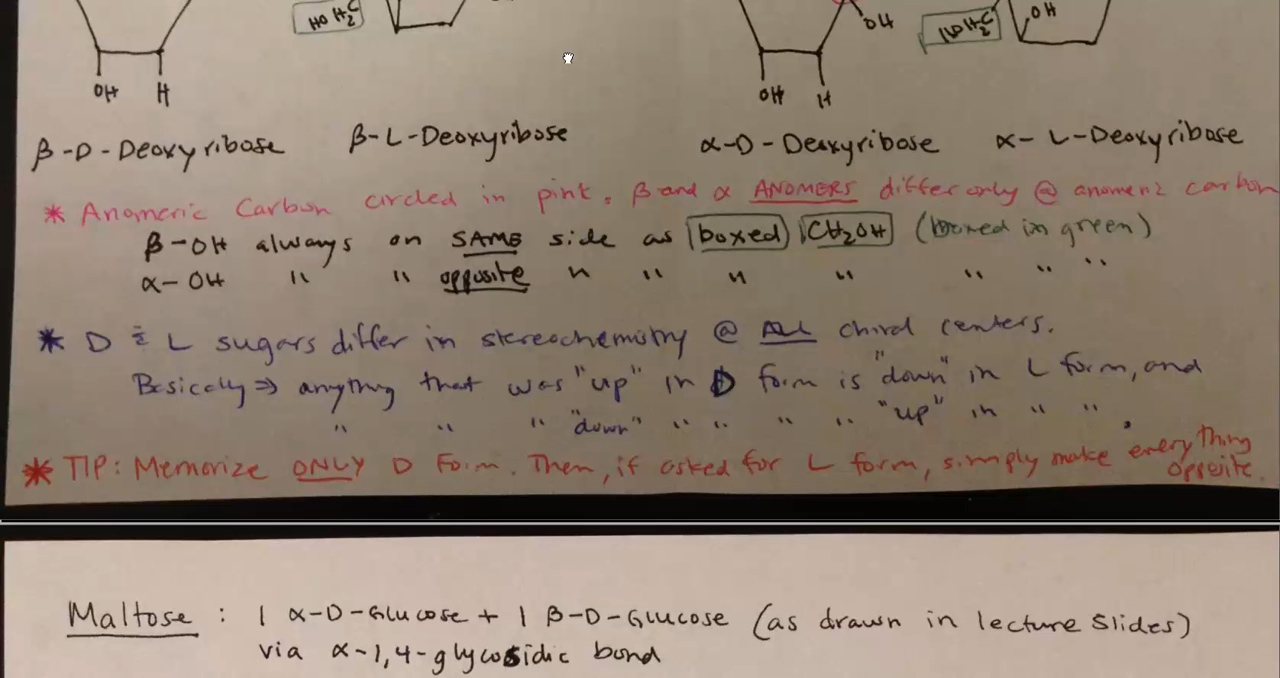 HOH₂C
OH
HOH₂C
OH
OH H
OH H
β-D-Deoxyribose β-L-Deoxyribose α-D-Deoxyribose α-L-Deoxyribose
* Anomeric Carbon circled in pink. β and α ANOMERS differ only @ anomeric carbon
β-OH always on SAME side as boxed CH₂OH (boxed in green)
α-OH " " opposite " " " " " " "
* D & L sugars differ in stereochemistry @ ALL chiral centers.
Basically ⇒ anything that was "up" in D form is "down" in L form, and
" " " "down" " " " " "up" in " ".
* TIP: Memorize ONLY D Form. Then, if asked for L form, simply make everything
opposite.
Maltose: 1 α-D-Glucose + 1 β-D-Glucose (as drawn in lecture slides)
via α-1,4-glycosidic bond